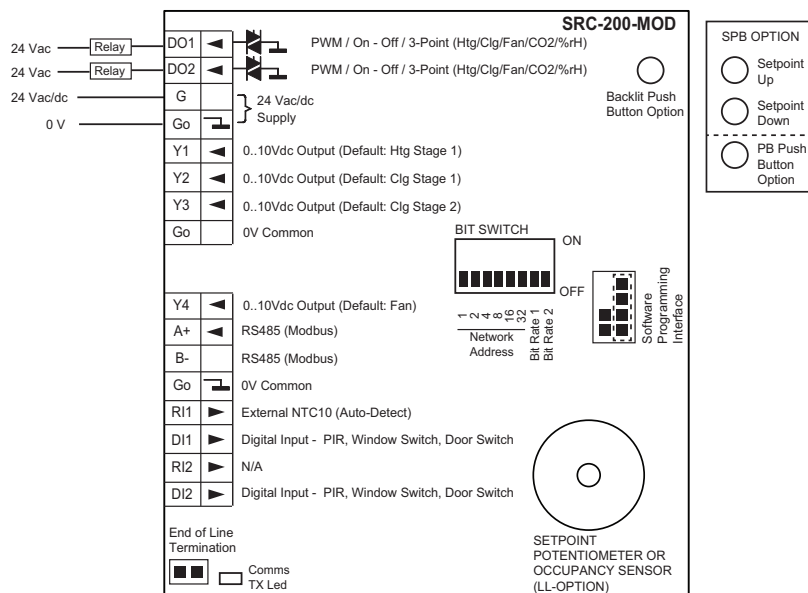 SRC-200-MOD
24 Vac Relay DO1 PWM / On - Off / 3-Point (Htg/Clg/Fan/CO2/%rH)
24 Vac Relay DO2 PWM / On - Off / 3-Point (Htg/Clg/Fan/CO2/%rH)
24 Vac/dc G
0 V Go
24 Vac/dc
Supply
Backlit Push
Button Option
Y1 0..10Vdc Output (Default: Htg Stage 1)
Y2 0..10Vdc Output (Default: Clg Stage 1)
Y3 0..10Vdc Output (Default: Clg Stage 2)
Go 0V Common
BIT SWITCH
ON
OFF
1 2 4 8 16 32 Bit Rate 1 Bit Rate 2
Network
Address
Software
Programming
Interface
Y4 0..10Vdc Output (Default: Fan)
A+ RS485 (Modbus)
B- RS485 (Modbus)
Go 0V Common
RI1 External NTC10 (Auto-Detect)
DI1 Digital Input - PIR, Window Switch, Door Switch
RI2 N/A
DI2 Digital Input - PIR, Window Switch, Door Switch
End of Line
Termination
Comms
TX Led
SETPOINT
POTENTIOMETER OR
OCCUPANCY SENSOR
(LL-OPTION)
SPB OPTION
Setpoint
Up
Setpoint
Down
PB Push
Button
Option